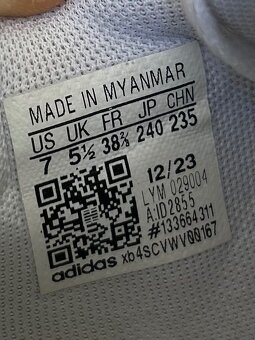 MADE IN MYANMAR
US UK FR JP CHN
7 5½ 38⅔ 240 235
12/23
LYM 029004
A:ID2855
#133664311
adidas xb4SCVWV00167